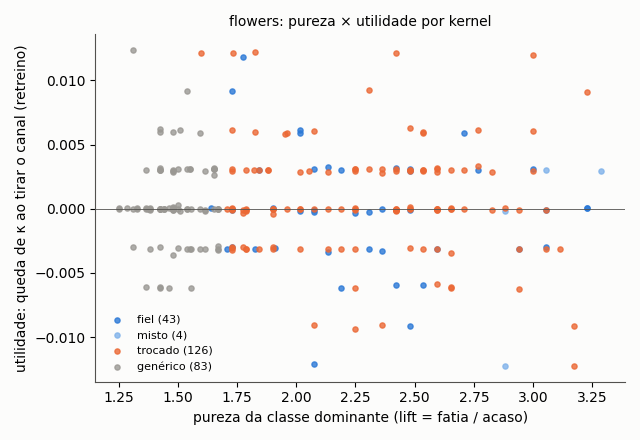 flowers: pureza × utilidade por kernel
utilidade: queda de κ ao tirar o canal (retreino)
0.010
0.005
0.000
−0.005
−0.010
fiel (43)
misto (4)
trocado (126)
genérico (83)
1.25 1.50 1.75 2.00 2.25 2.50 2.75 3.00 3.25
pureza da classe dominante (lift = fatia / acaso)